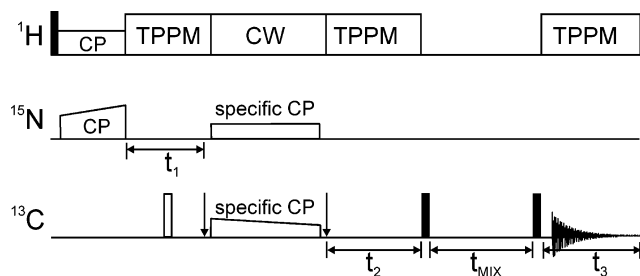 ¹H CP TPPM CW TPPM TPPM
¹⁵N CP specific CP
t₁
¹³C specific CP
t₂ tMIX t₃